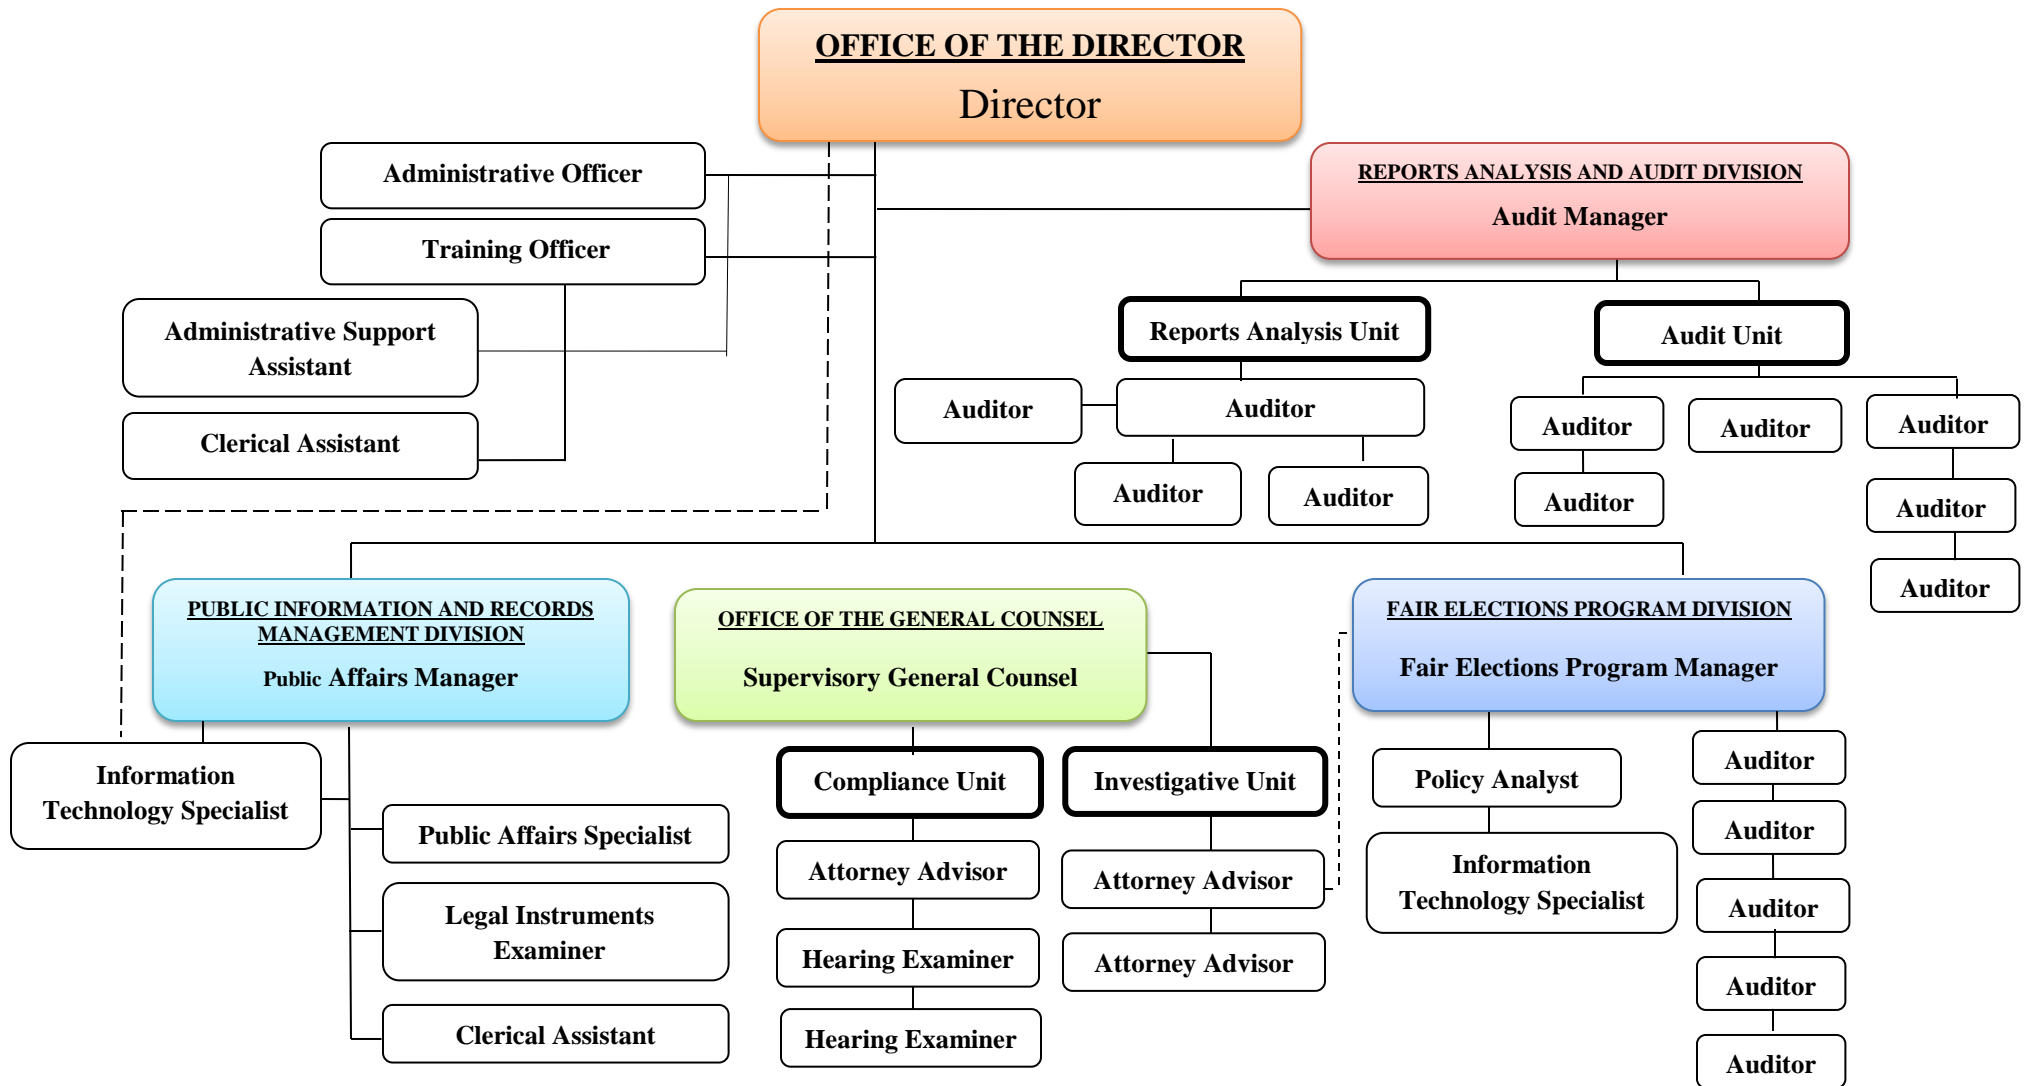 OFFICE OF THE DIRECTOR
Director
Administrative Officer
Training Officer
Administrative Support
Assistant
Clerical Assistant
REPORTS ANALYSIS AND AUDIT DIVISION
Audit Manager
Reports Analysis Unit
Auditor
Auditor
Auditor
Auditor
Audit Unit
Auditor
Auditor
Auditor
Auditor
Auditor
Auditor
PUBLIC INFORMATION AND RECORDS
MANAGEMENT DIVISION
Public Affairs Manager
Information
Technology Specialist
Public Affairs Specialist
Legal Instruments
Examiner
Clerical Assistant
OFFICE OF THE GENERAL COUNSEL
Supervisory General Counsel
Compliance Unit
Attorney Advisor
Hearing Examiner
Hearing Examiner
Investigative Unit
Attorney Advisor
Attorney Advisor
FAIR ELECTIONS PROGRAM DIVISION
Fair Elections Program Manager
Policy Analyst
Information
Technology Specialist
Auditor
Auditor
Auditor
Auditor
Auditor